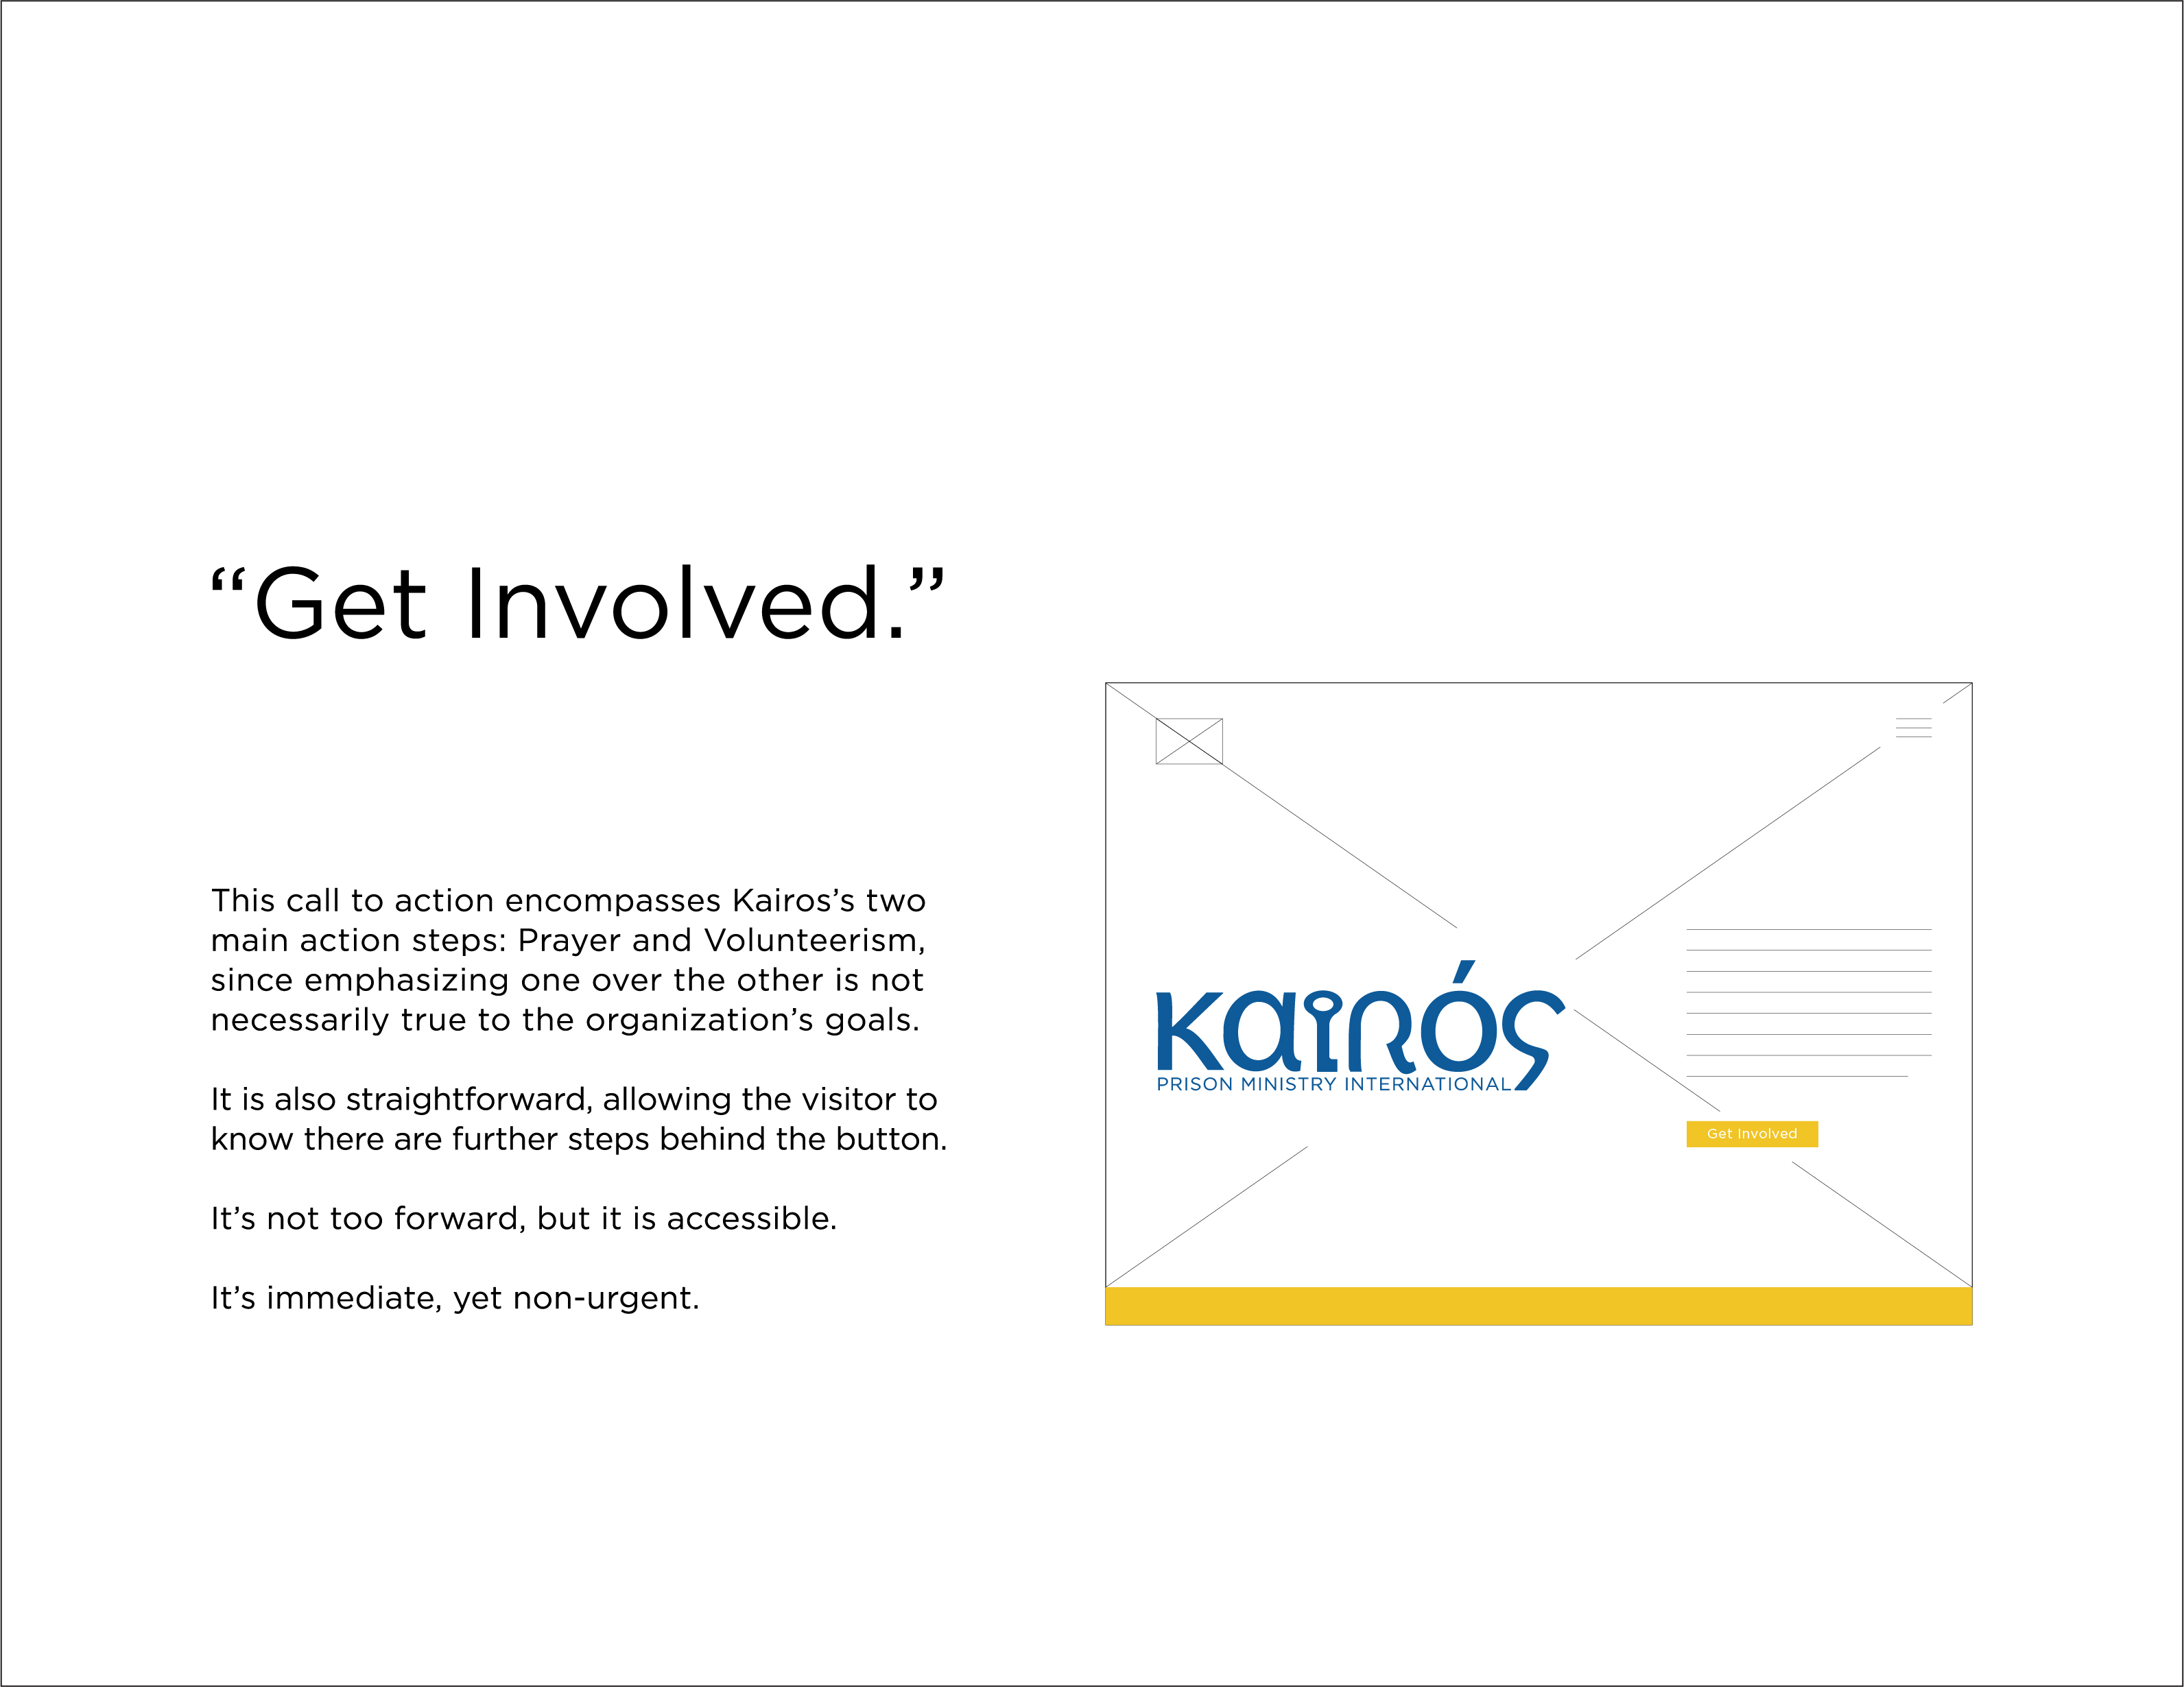 “Get Involved.”
This call to action encompasses Kairos’s two
main action steps: Prayer and Volunteerism,
since emphasizing one over the other is not
necessarily true to the organization’s goals.
It is also straightforward, allowing the visitor to
know there are further steps behind the button.
It’s not too forward, but it is accessible.
It’s immediate, yet non-urgent.
kairós
PRISON MINISTRY INTERNATIONAL
Get Involved